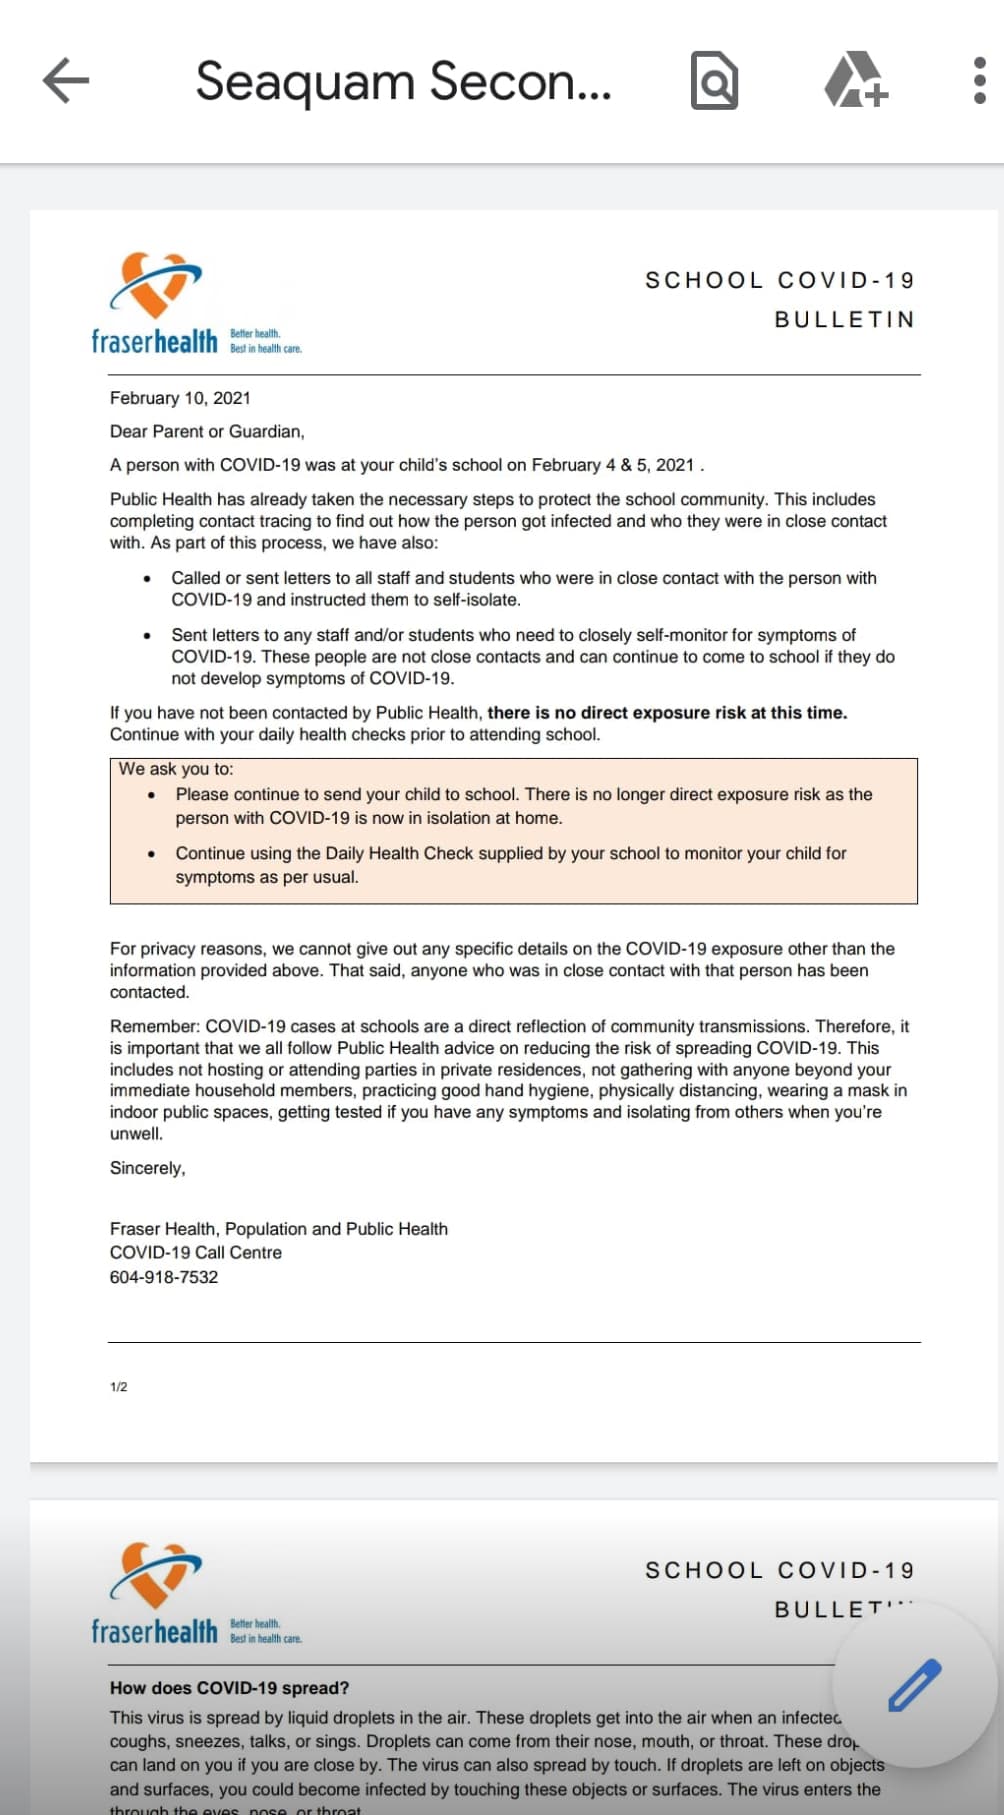 Seaquam Secon...
fraserhealth
Better health.
Best in health care.
SCHOOL COVID-19
BULLETIN
February 10, 2021
Dear Parent or Guardian,
A person with COVID-19 was at your child's school on February 4 & 5, 2021 .
Public Health has already taken the necessary steps to protect the school community. This includes
completing contact tracing to find out how the person got infected and who they were in close contact
with. As part of this process, we have also:
• Called or sent letters to all staff and students who were in close contact with the person with
COVID-19 and instructed them to self-isolate.
• Sent letters to any staff and/or students who need to closely self-monitor for symptoms of
COVID-19. These people are not close contacts and can continue to come to school if they do
not develop symptoms of COVID-19.
If you have not been contacted by Public Health, there is no direct exposure risk at this time.
Continue with your daily health checks prior to attending school.
We ask you to:
• Please continue to send your child to school. There is no longer direct exposure risk as the
person with COVID-19 is now in isolation at home.
• Continue using the Daily Health Check supplied by your school to monitor your child for
symptoms as per usual.
For privacy reasons, we cannot give out any specific details on the COVID-19 exposure other than the
information provided above. That said, anyone who was in close contact with that person has been
contacted.
Remember: COVID-19 cases at schools are a direct reflection of community transmissions. Therefore, it
is important that we all follow Public Health advice on reducing the risk of spreading COVID-19. This
includes not hosting or attending parties in private residences, not gathering with anyone beyond your
immediate household members, practicing good hand hygiene, physically distancing, wearing a mask in
indoor public spaces, getting tested if you have any symptoms and isolating from others when you're
unwell.
Sincerely,
Fraser Health, Population and Public Health
COVID-19 Call Centre
604-918-7532
1/2
fraserhealth
Better health.
Best in health care.
SCHOOL COVID-19
How does COVID-19 spread?
This virus is spread by liquid droplets in the air. These droplets get into the air when an
coughs, sneezes, talks, or sings. Droplets can come from their nose, mouth, or throat. These
can land on you if you are close by. The virus can also spread by touch. If droplets are left on objects
and surfaces, you could become infected by touching these objects or surfaces. The virus enters the
through the eyes, nose, or throat